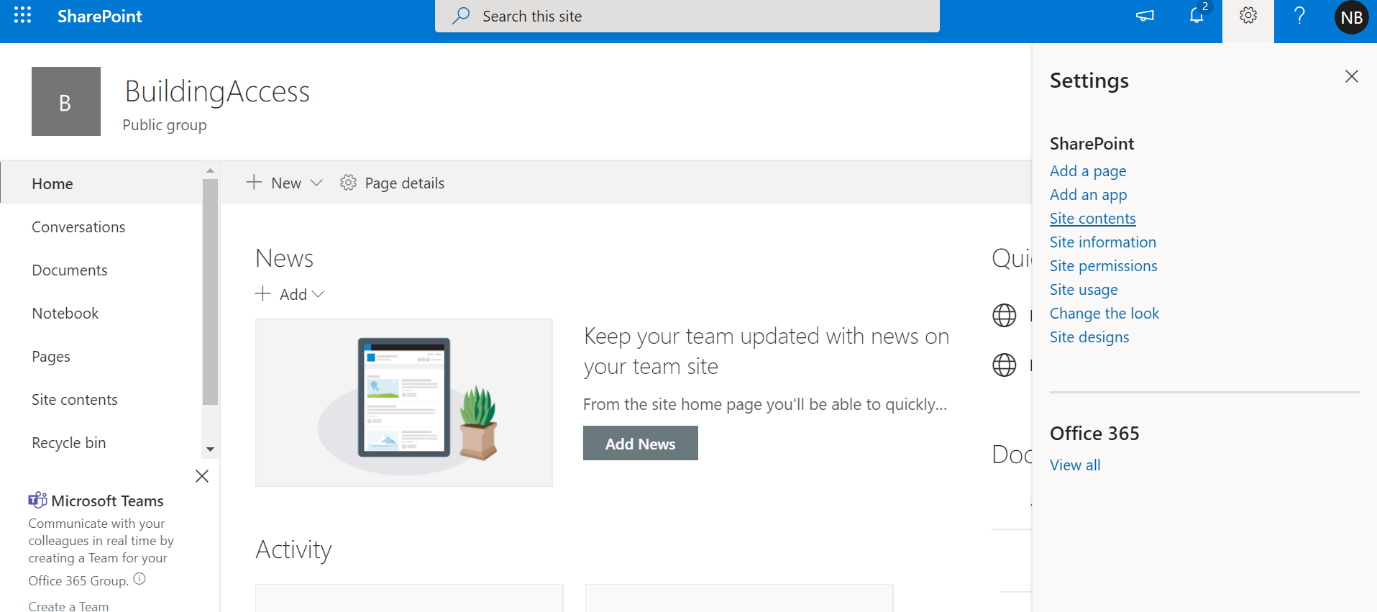 SharePoint
Search this site
2
NB
B
BuildingAccess
Public group
Home
Conversations
Documents
Notebook
Pages
Site contents
Recycle bin
Microsoft Teams
Communicate with your
colleagues in real time by
creating a Team for your
Office 365 Group.
Create a Team
New
Page details
News
Add
Keep your team updated with news on
your team site
From the site home page you'll be able to quickly...
Add News
Activity
Settings
SharePoint
Add a page
Add an app
Site contents
Site information
Site permissions
Site usage
Change the look
Site designs
Office 365
View all